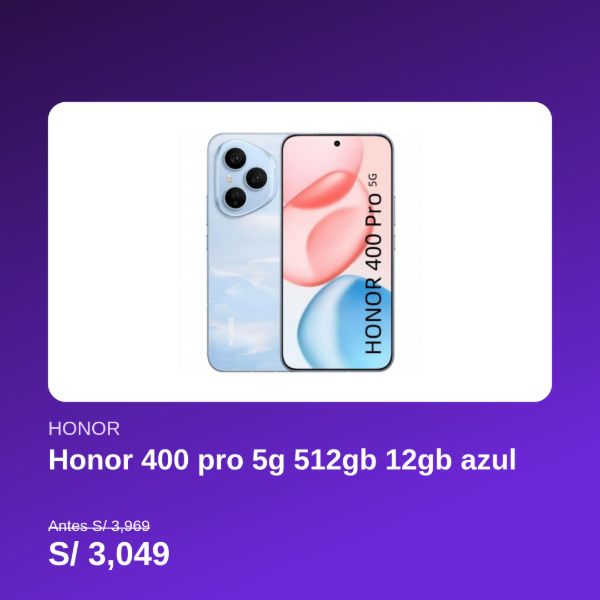 HONOR 400 Pro 5G
HONOR
HONOR
Honor 400 pro 5g 512gb 12gb azul
Antes S/ 3,969
S/ 3,049